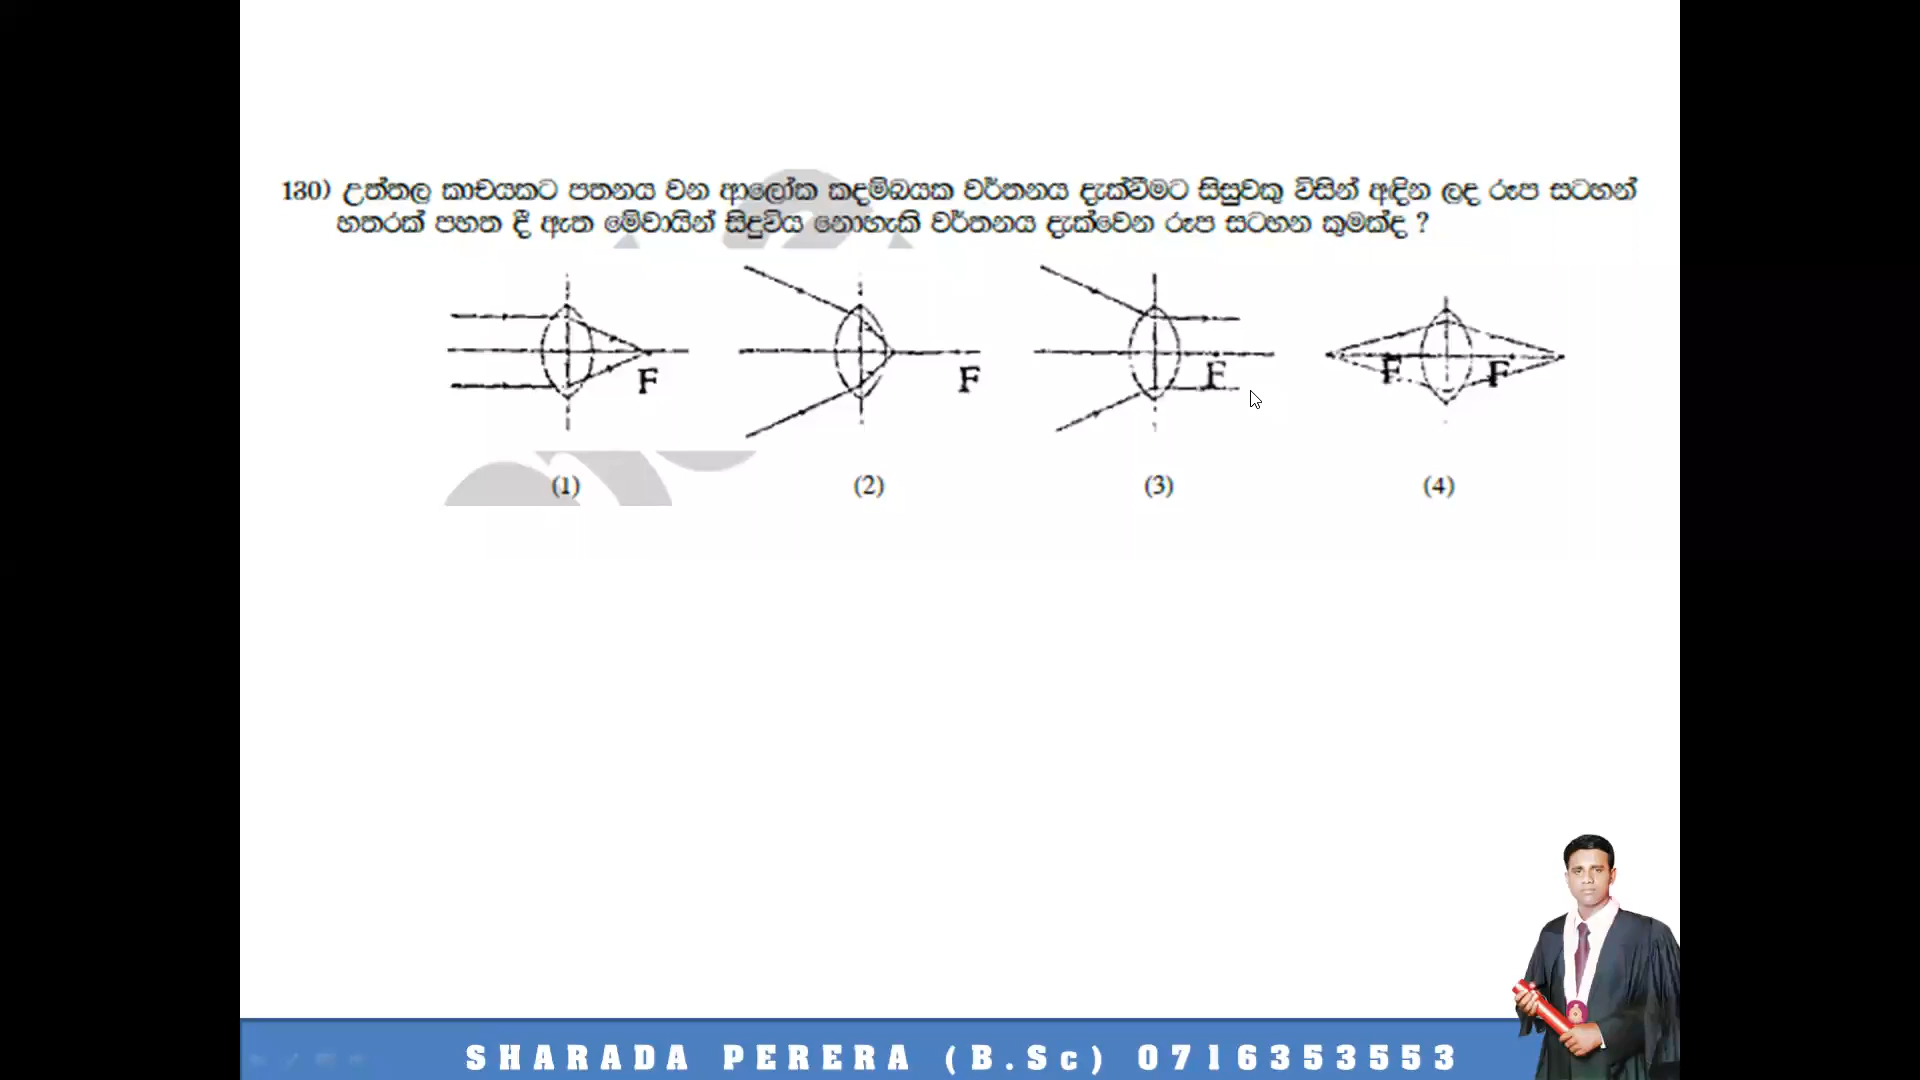 130) උත්තල කාචයකට පතනය වන ආලෝක කදම්බයක වර්තනය දැක්වීමට සිසුවකු විසින් අඳින ලද රූප සටහන්
හතරක් පහත දී ඇත මේවායින් සිදුවිය නොහැකි වර්තනය දැක්වෙන රූප සටහන කුමක්ද ?
F F F F F
(1) (2) (3) (4)
SHARADA PERERA (B.Sc) 0716353553